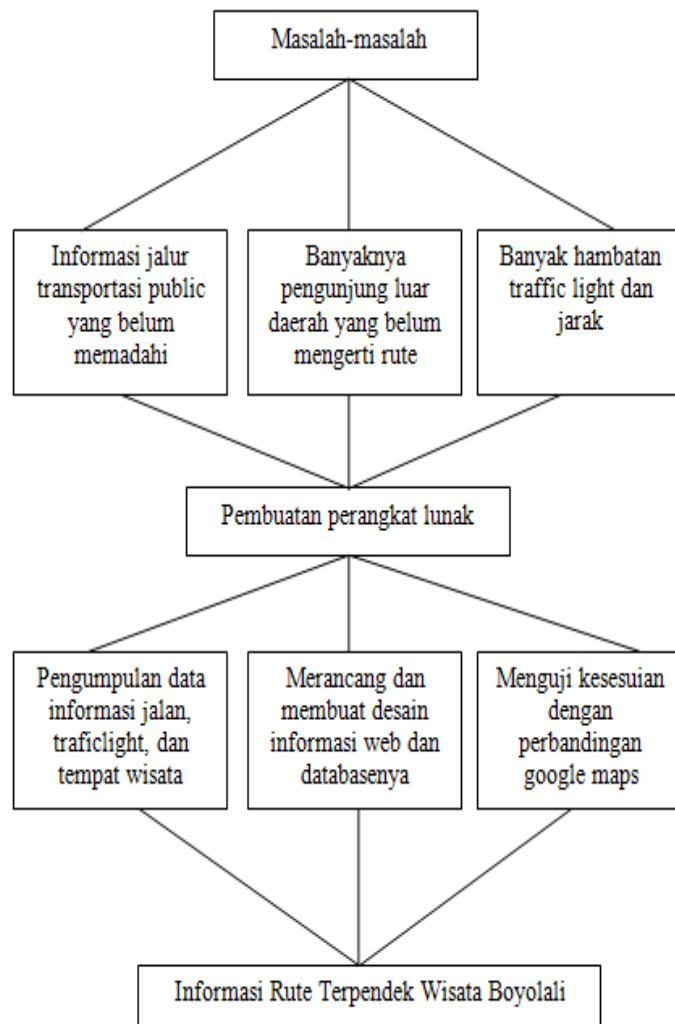 Masalah-masalah
Informasi jalur
transportasi public
yang belum
memadahi
Banyaknya
pengunjung luar
daerah yang belum
mengerti rute
Banyak hambatan
traffic light dan
jarak
Pembuatan perangkat lunak
Pengumpulan data
informasi jalan,
traficlight, dan
tempat wisata
Merancang dan
membuat desain
informasi web dan
databasenya
Menguji kesesuian
dengan
perbandingan
google maps
Informasi Rute Terpendek Wisata Boyolali